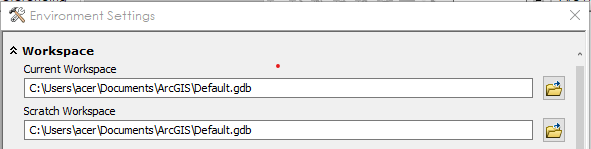 Environment Settings
Workspace
Current Workspace
C:\Users\acer\Documents\ArcGIS\Default.gdb
Scratch Workspace
C:\Users\acer\Documents\ArcGIS\Default.gdb